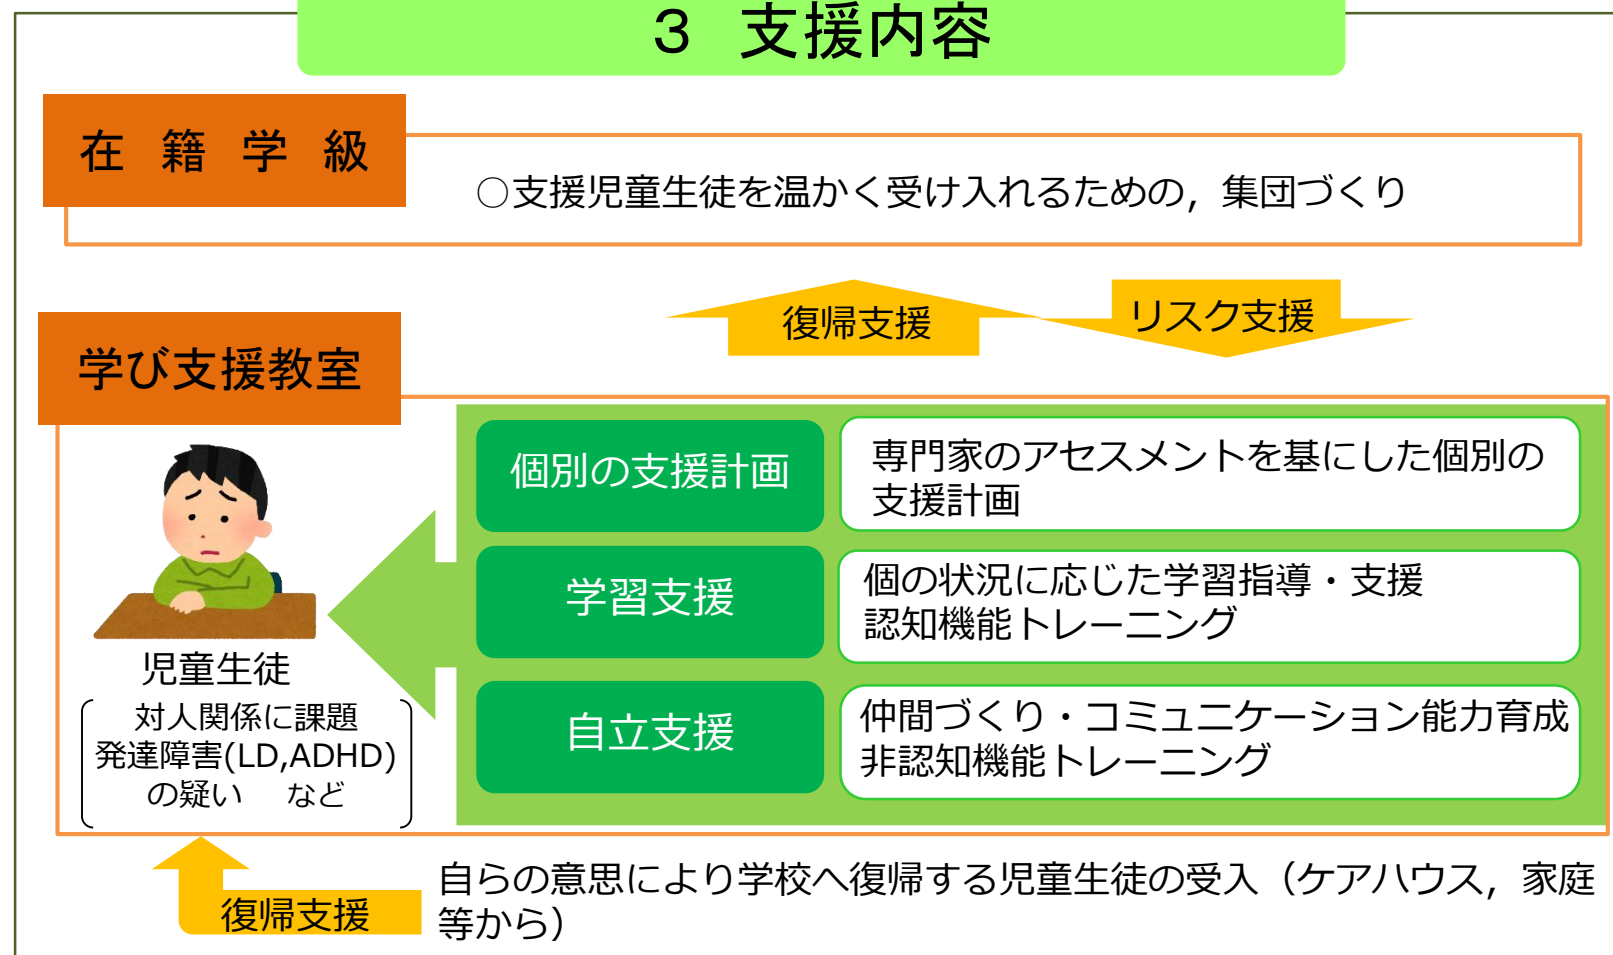 ３　支援内容
在　籍　学　級
○支援児童生徒を温かく受け入れるための，集団づくり
復帰支援
リスク支援
学び支援教室
個別の支援計画
専門家のアセスメントを基にした個別の
支援計画
学習支援
個の状況に応じた学習指導・支援
認知機能トレーニング
自立支援
仲間づくり・コミュニケーション能力育成
非認知機能トレーニング
児童生徒
対人関係に課題
発達障害(LD,ADHD)
の疑い　など
復帰支援
自らの意思により学校へ復帰する児童生徒の受入（ケアハウス，家庭
等から）